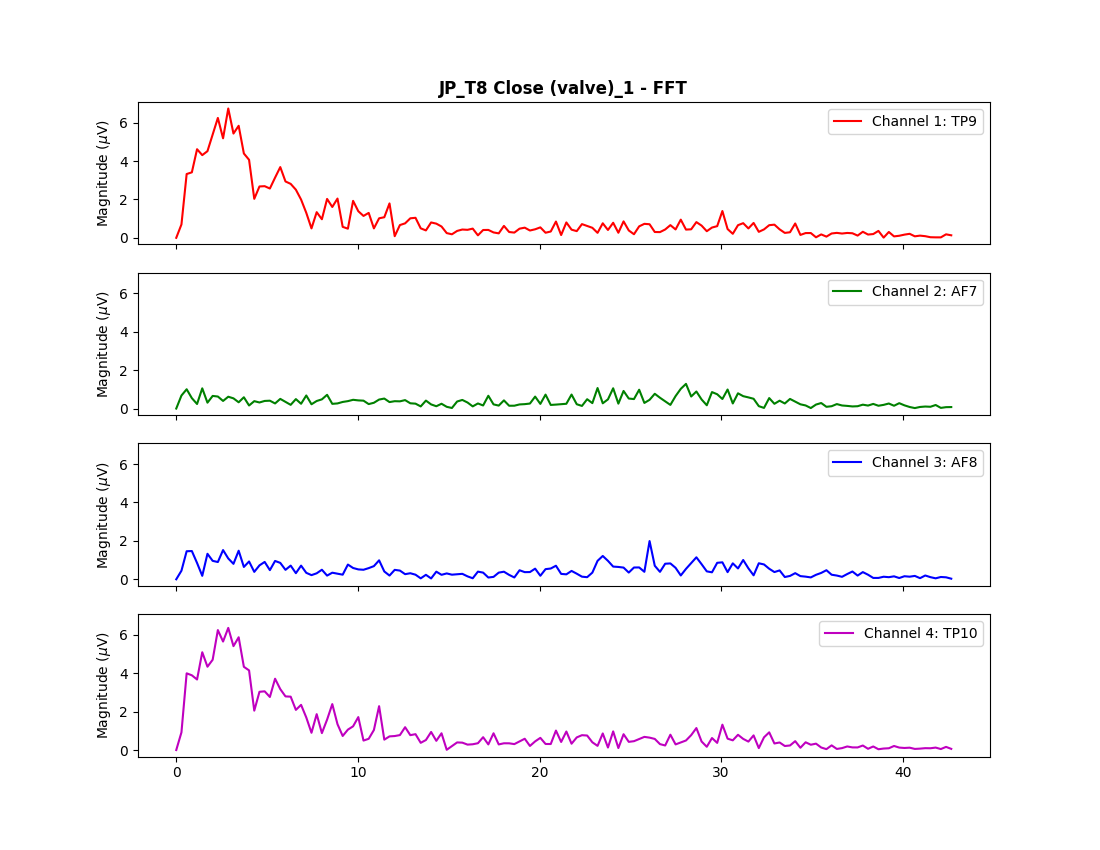 JP_T8 Close (valve)_1 - FFT
Magnitude (μV)
6
4
2
0
Channel 1: TP9
Magnitude (μV)
6
4
2
0
Channel 2: AF7
Magnitude (μV)
6
4
2
0
Channel 3: AF8
Magnitude (μV)
6
4
2
0
Channel 4: TP10
0 10 20 30 40